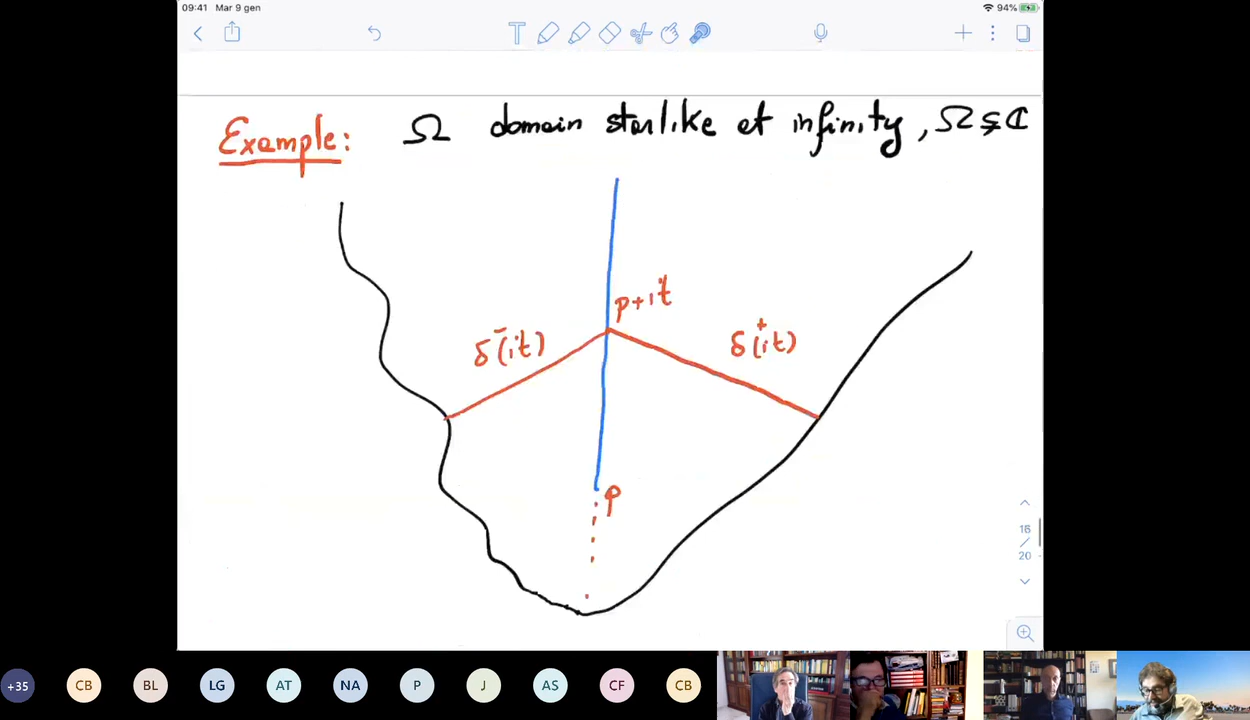 09:41 Mar 9 gen 94%
T
Example: Ω domain starlike at infinity, Ω ⊊ ℂ
p+it
δ⁻(it) δ⁺(it)
p
16
20
+35 CB BL LG AT NA P J AS CF CB